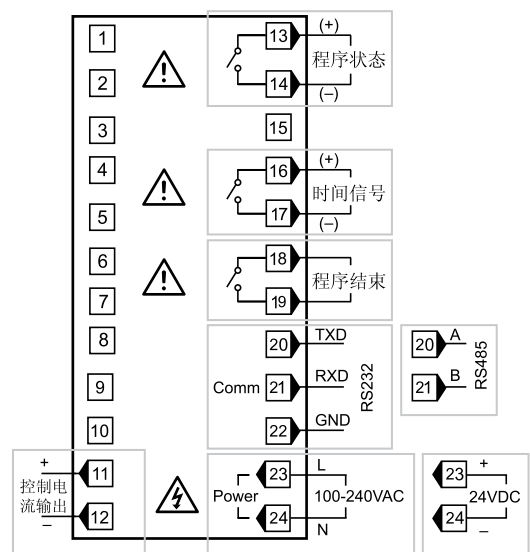 1
2
3
4
5
6
7
8
9
10
+
11
控制电
流输出
12
–
13
(+)
程序状态
14
(–)
15
16
(+)
时间信号
17
(–)
18
程序结束
19
20
TXD
Comm
21
RXD
RS232
22
GND
20
A
RS485
21
B
23
L
Power
100-240VAC
24
N
23
+
24VDC
24
–